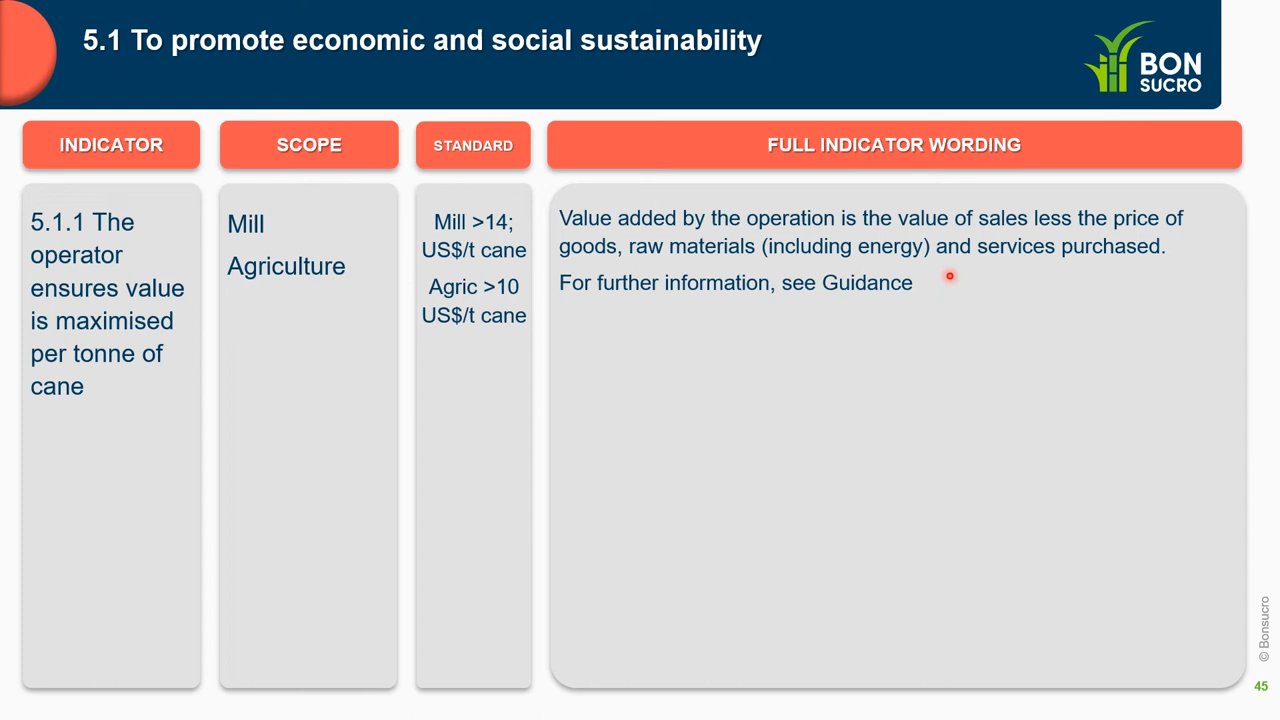 5.1 To promote economic and social sustainability
BON
SUCRO
INDICATOR
SCOPE
STANDARD
FULL INDICATOR WORDING
5.1.1 The
operator
ensures value
is maximised
per tonne of
cane
Mill
Agriculture
Mill >14;
US$/t cane
Agric >10
US$/t cane
Value added by the operation is the value of sales less the price of
goods, raw materials (including energy) and services purchased.
For further information, see Guidance
© Bonsucro
45